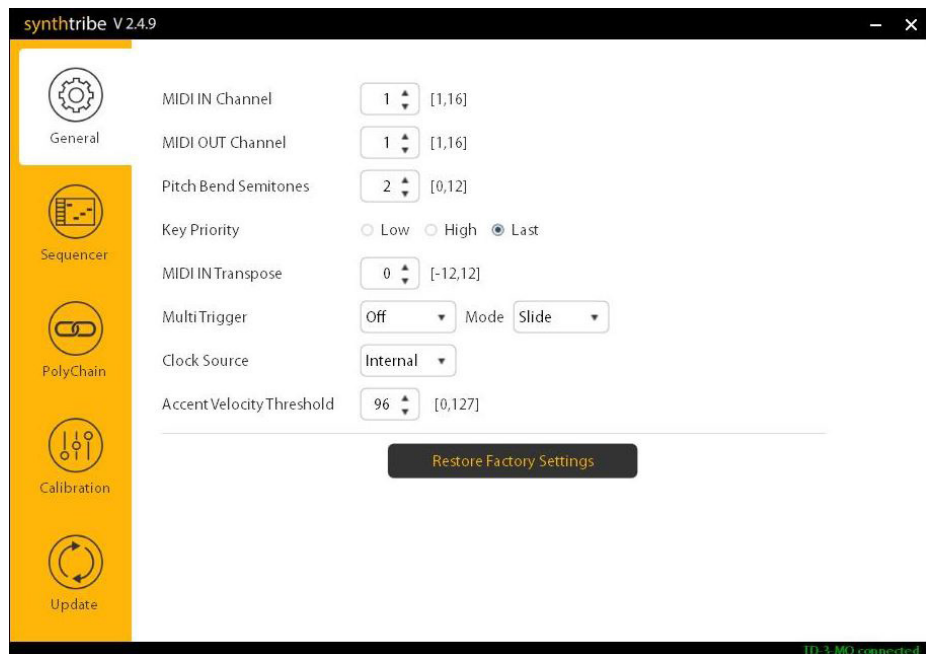 synthtribe V 2.4.9
General
MIDI IN Channel 1 [1,16]
MIDI OUT Channel 1 [1,16]
Pitch Bend Semitones 2 [0,12]
Key Priority Low High Last
MIDI IN Transpose 0 [-12,12]
Multi Trigger Off Mode Slide
Clock Source Internal
Accent Velocity Threshold 96 [0,127]
Restore Factory Settings
Sequencer
PolyChain
Calibration
Update
TD-3-MO connected